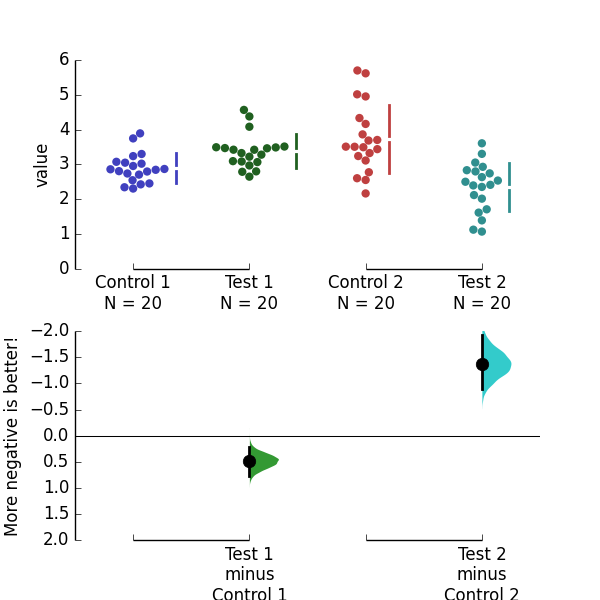 6
5
4
3
2
1
0
value
Control 1
N = 20
Test 1
N = 20
Control 2
N = 20
Test 2
N = 20
−2.0
−1.5
−1.0
−0.5
0.0
0.5
1.0
1.5
2.0
More negative is better!
Test 1
minus
Control 1
Test 2
minus
Control 2